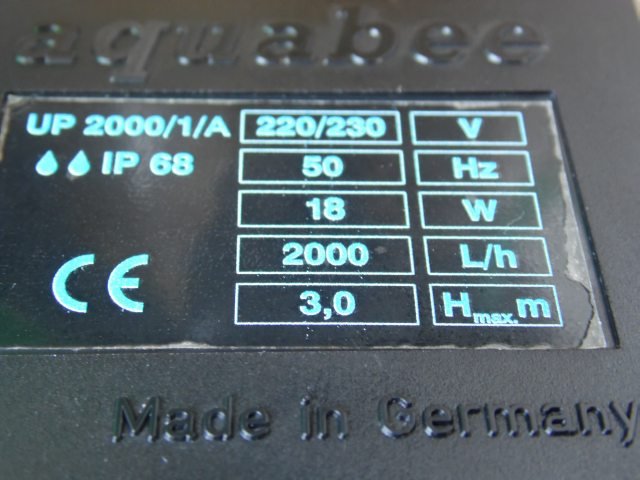 aquabee
UP 2000/1/A 220/230 V
IP 68 50 Hz
18 W
2000 L/h
CE 3,0 Hmax.m
Made in Germany